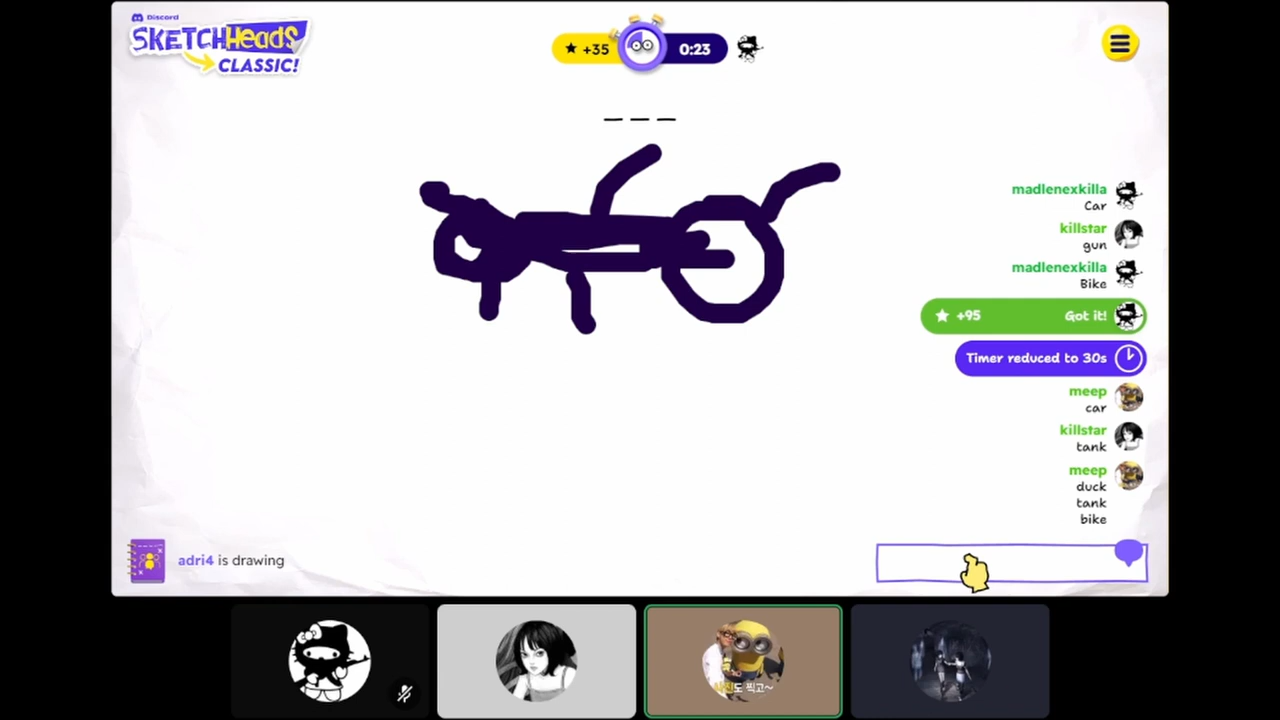 Discord
SKETCHHeadS
CLASSIC!
+35
0:23
_ _ _
madlenexkilla
Car
killstar
gun
madlenexkilla
Bike
+95 Got it!
Timer reduced to 30s
meep
car
killstar
tank
meep
duck
tank
bike
adri4 is drawing